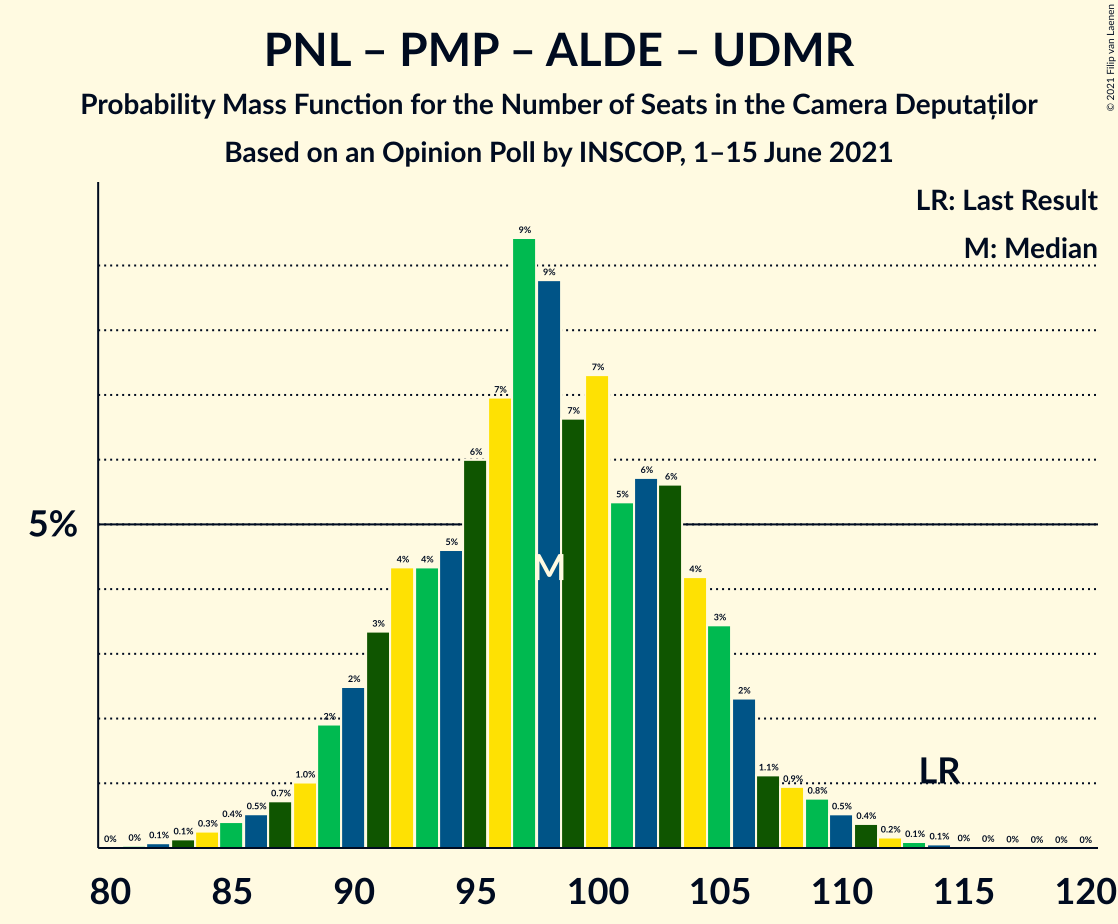 PNL – PMP – ALDE – UDMR
Probability Mass Function for the Number of Seats in the Camera Deputaților
Based on an Opinion Poll by INSCOP, 1–15 June 2021
© 2021 Filip van Laenen
LR: Last Result
M: Median
5%
0% 0% 0.1% 0.1% 0.3% 0.4% 0.5% 0.7% 1.0% 2% 2% 3% 4% 4% 5% 6% 7% 9% 9% 7% 7% 5% 6% 6% 4% 3% 2% 1.1% 0.9% 0.8% 0.5% 0.4% 0.2% 0.1% 0.1% 0% 0% 0% 0% 0% 0%
M
LR
80 85 90 95 100 105 110 115 120